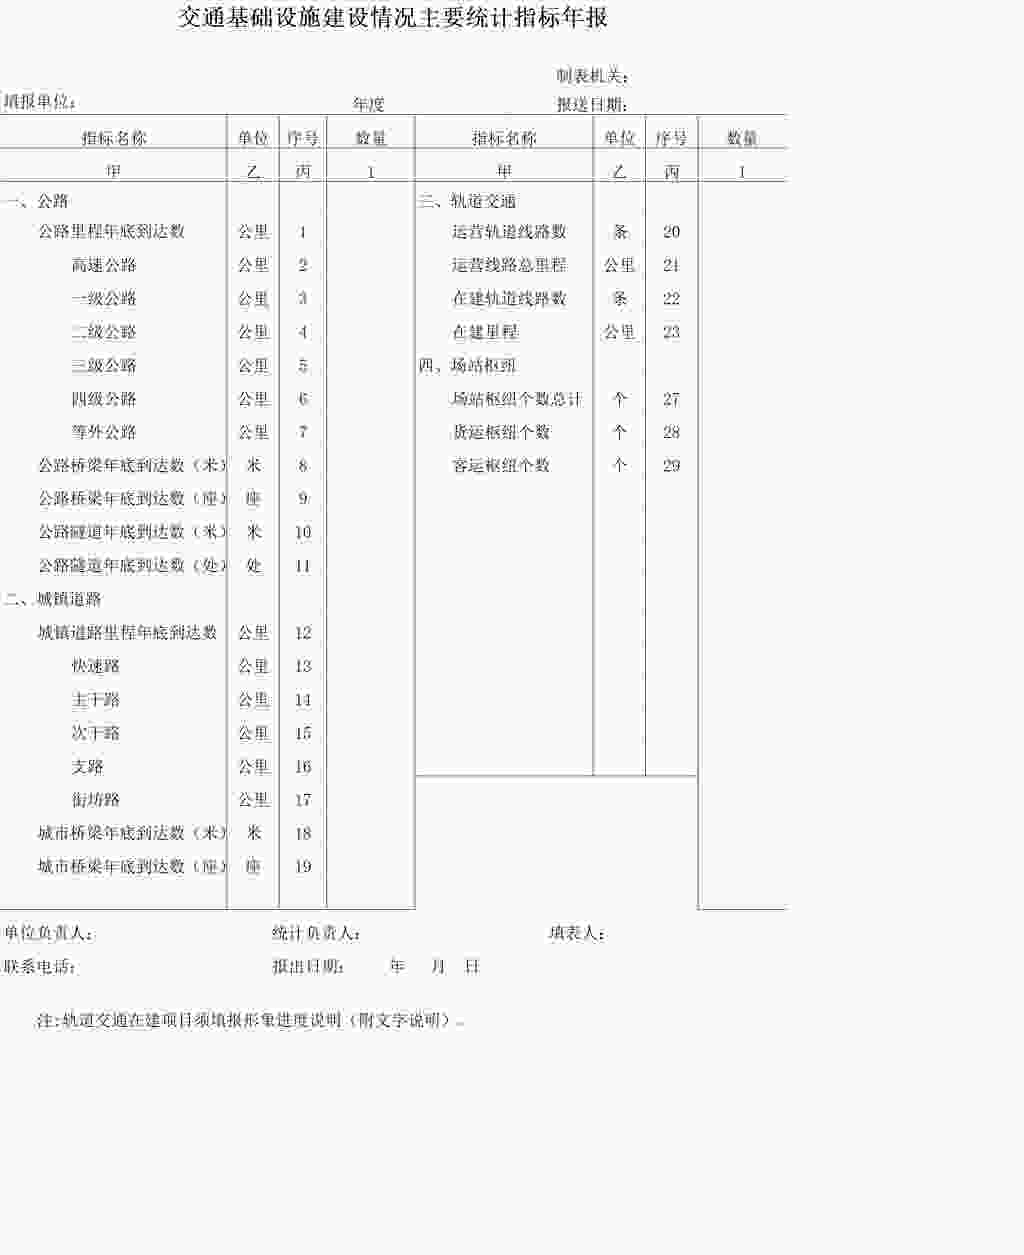 交通基础设施建设情况主要统计指标年报
制表机关:
填报单位: 年度 报送日期:
指标名称 单位 序号 数量 指标名称 单位 序号 数量
甲 乙 丙 1 甲 乙 丙 1
一、公路 三、轨道交通
公路里程年底到达数 公里 1 运营轨道线路数 条 20
高速公路 公里 2 运营线路总里程 公里 21
一级公路 公里 3 在建轨道线路数 条 22
二级公路 公里 4 在建里程 公里 23
三级公路 公里 5 四、场站枢纽
四级公路 公里 6 场站枢纽个数总计 个 27
等外公路 公里 7 货运枢纽个数 个 28
公路桥梁年底到达数（米） 米 8 客运枢纽个数 个 29
公路桥梁年底到达数（座） 座 9
公路隧道年底到达数（米） 米 10
公路隧道年底到达数（处） 处 11
二、城镇道路
城镇道路里程年底到达数 公里 12
快速路 公里 13
主干路 公里 14
次干路 公里 15
支路 公里 16
街坊路 公里 17
城市桥梁年底到达数（米） 米 18
城市桥梁年底到达数（座） 座 19
单位负责人: 统计负责人: 填表人:
联系电话: 报出日期: 年 月 日
注:轨道交通在建项目须填报形象进度说明（附文字说明）.